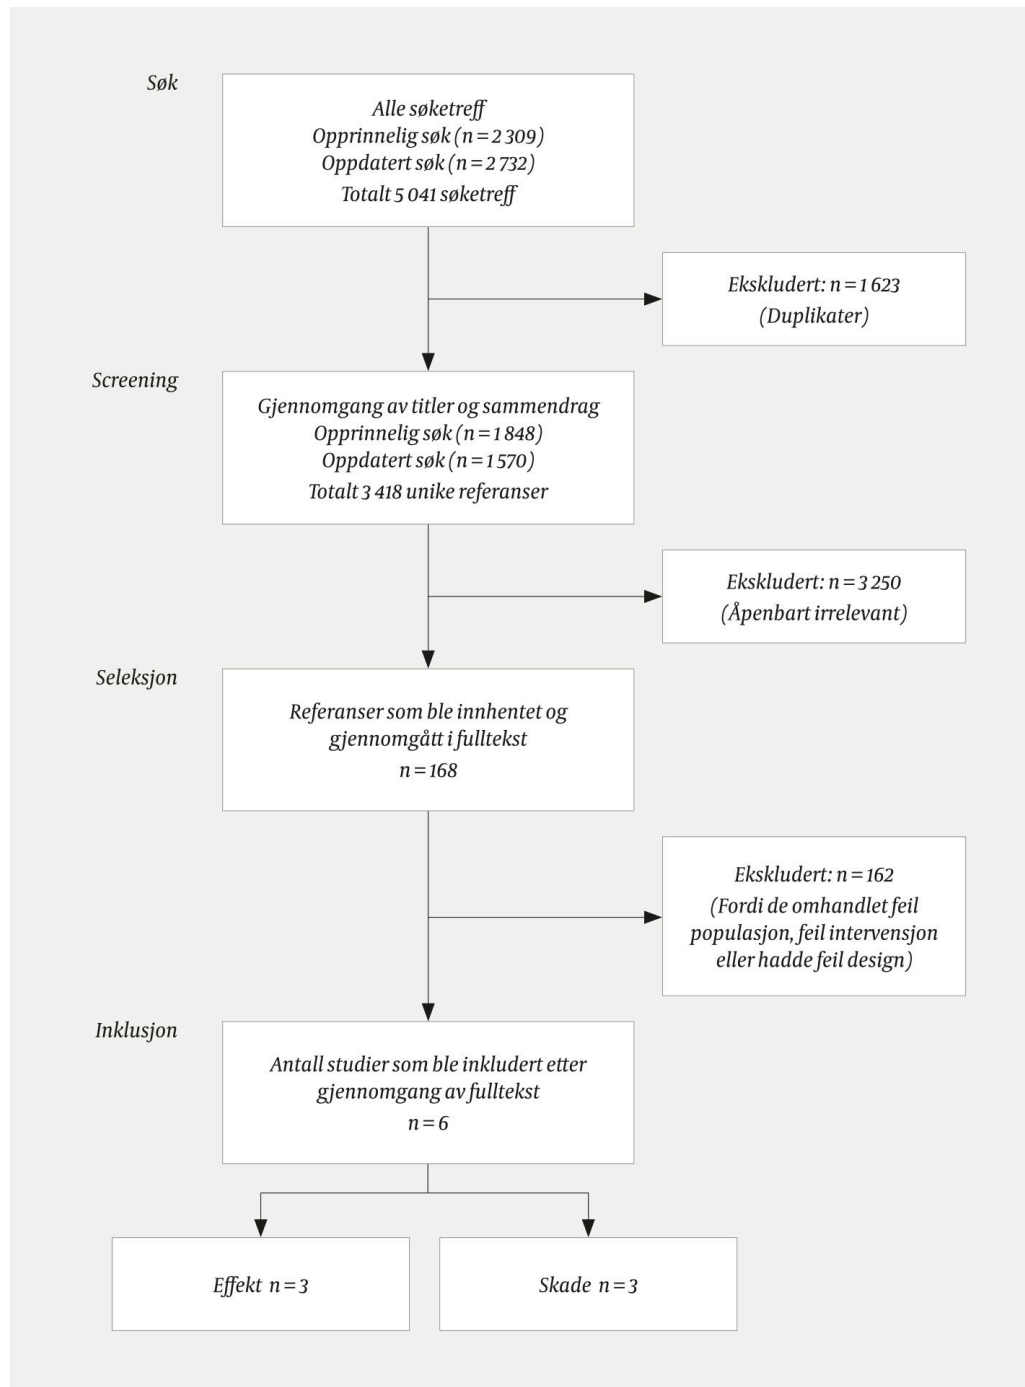 Søk
Alle søketreff
Opprinnelig søk (n = 2 309)
Oppdatert søk (n = 2 732)
Totalt 5 041 søketreff
Ekskludert: n = 1 623
(Duplikater)
Screening
Gjennomgang av titler og sammendrag
Opprinnelig søk (n = 1 848)
Oppdatert søk (n = 1 570)
Totalt 3 418 unike referanser
Ekskludert: n = 3 250
(Åpenbart irrelevant)
Seleksjon
Referanser som ble innhentet og
gjennomgått i fulltekst
n = 168
Ekskludert: n = 162
(Fordi de omhandlet feil
populasjon, feil intervensjon
eller hadde feil design)
Inklusjon
Antall studier som ble inkludert etter
gjennomgang av fulltekst
n = 6
Effekt n = 3
Skade n = 3